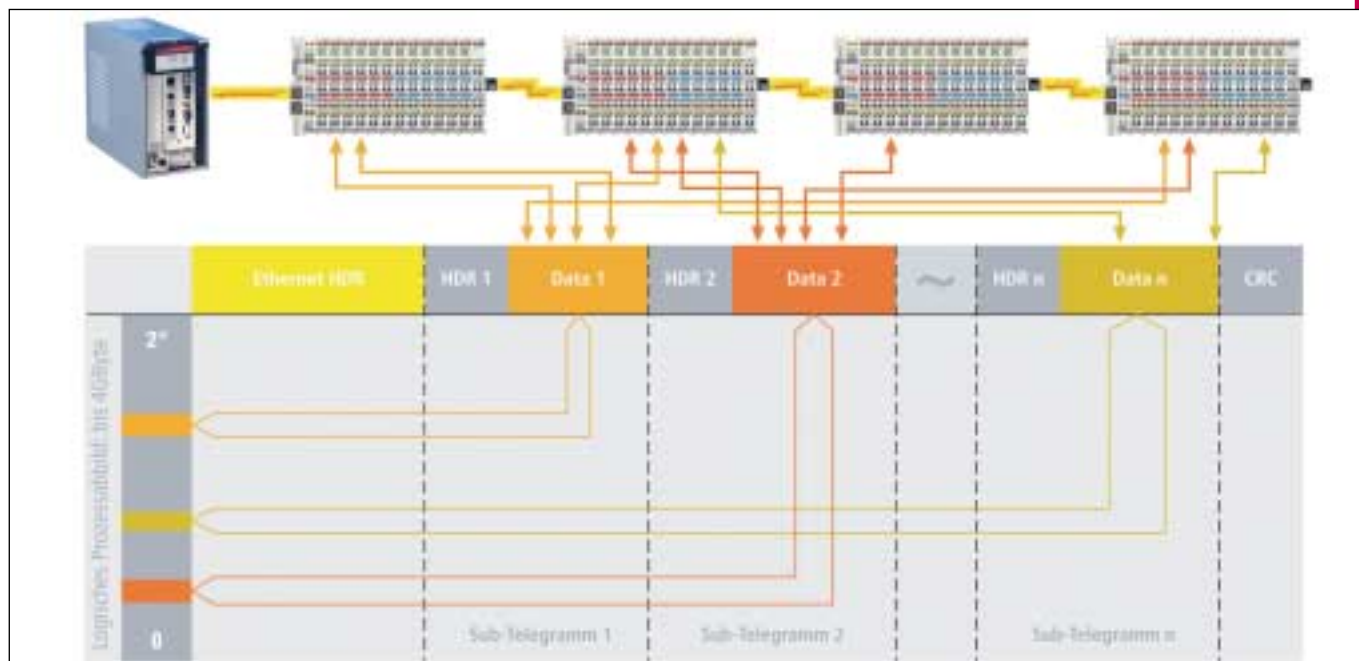 Ethernet HDR
HDR 1
Data 1
HDR 2
Data 2
~
HDR n
Data n
CRC
2ⁿ
Logisches Prozessabbild: bis 4GByte
0
Sub-Telegramm 1
Sub-Telegramm 2
Sub-Telegramm n